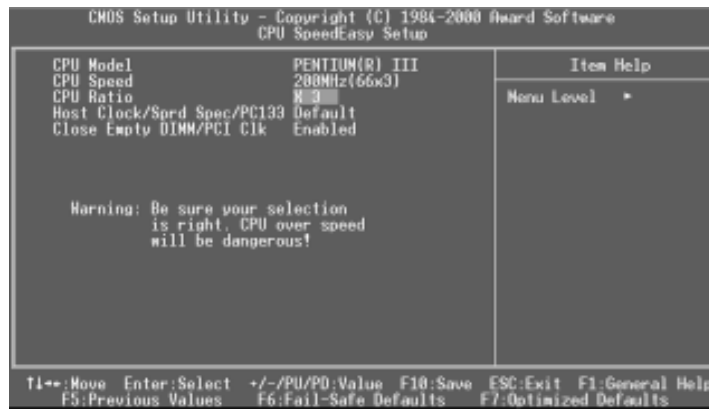 CMOS Setup Utility - Copyright (C) 1984-2000 Award Software
CPU SpeedEasy Setup
CPU Model PENTIUM(R) III
CPU Speed 200MHz(66x3)
CPU Ratio X 3
Host Clock/Sprd Spec/PC133 Default
Close Empty DIMM/PCI Clk Enabled
Warning: Be sure your selection
is right. CPU over speed
will be dangerous!
Item Help
Menu Level ►
↑↓→←:Move Enter:Select +/-/PU/PD:Value F10:Save ESC:Exit F1:General Help
F5:Previous Values F6:Fail-Safe Defaults F7:Optimized Defaults